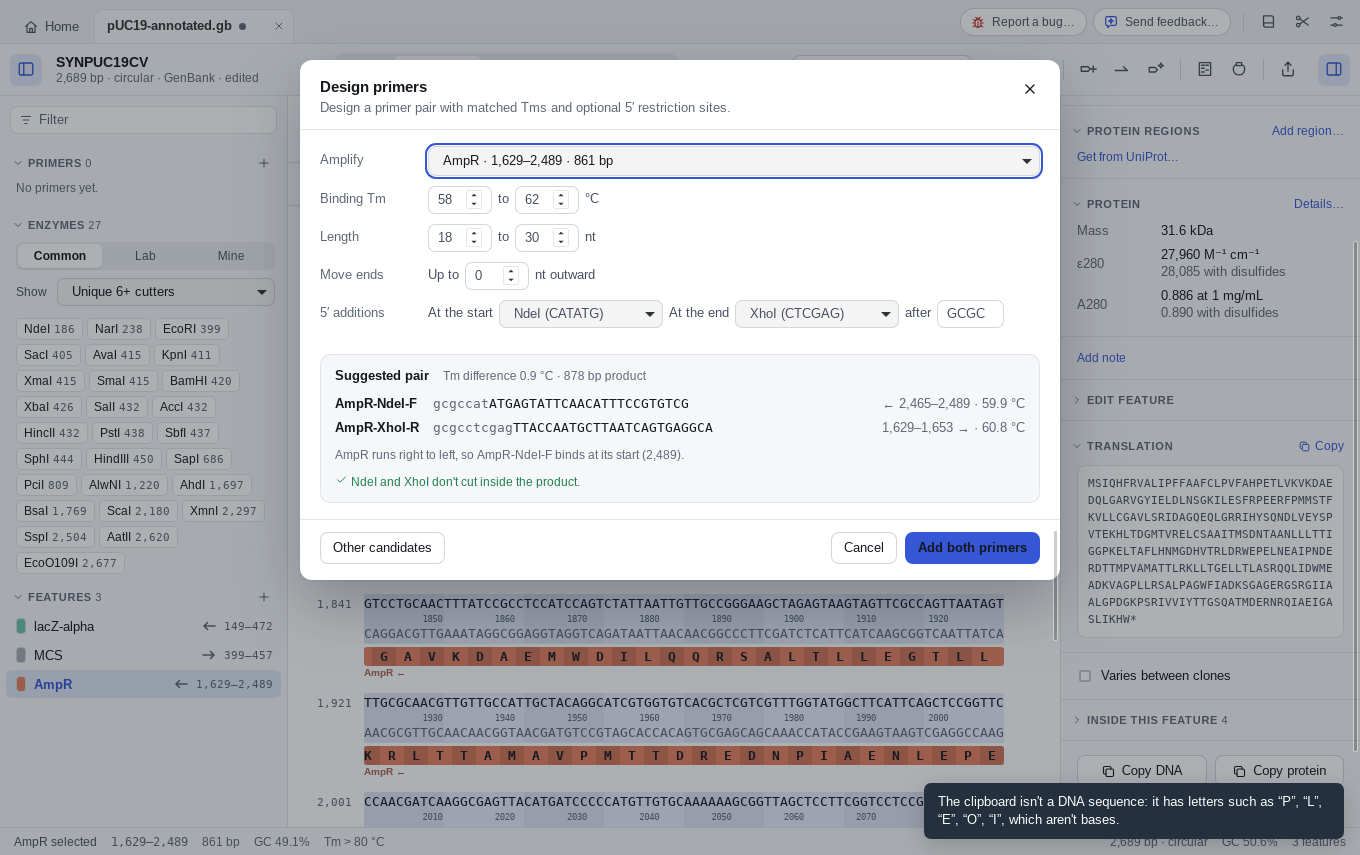 Home
pUC19-annotated.gb
Report a bug…
Send feedback…
SYNPUC19CV
2,689 bp · circular · GenBank · edited
Filter
PRIMERS 0
No primers yet.
ENZYMES 27
Common Lab Mine
Show Unique 6+ cutters
NdeI 186 NarI 238 EcoRI 399
SacI 405 AvaI 415 KpnI 411
XmaI 415 SmaI 415 BamHI 420
XbaI 426 SalI 432 AccI 432
HincII 432 PstI 438 SbfI 437
SphI 444 HindIII 450 SapI 686
PciI 809 AlwNI 1,220 AhdI 1,697
BsaI 1,769 ScaI 2,180 XmnI 2,297
SspI 2,504 AatII 2,620
EcoO109I 2,677
FEATURES 3
lacZ-alpha ← 149–472
MCS → 399–457
AmpR ← 1,629–2,489
Design primers
Design a primer pair with matched Tms and optional 5′ restriction sites.
Amplify AmpR · 1,629–2,489 · 861 bp
Binding Tm 58 to 62 °C
Length 18 to 30 nt
Move ends Up to 0 nt outward
5′ additions At the start NdeI (CATATG) At the end XhoI (CTCGAG) after GCGC
Suggested pair Tm difference 0.9 °C · 878 bp product
AmpR-NdeI-F gcgccatATGAGTATTCAACATTTCCGTGTCG ← 2,465–2,489 · 59.9 °C
AmpR-XhoI-R gcgcctcgagTTACCAATGCTTAATCAGTGAGGCA 1,629–1,653 → · 60.8 °C
AmpR runs right to left, so AmpR-NdeI-F binds at its start (2,489).
NdeI and XhoI don't cut inside the product.
Other candidates
Cancel
Add both primers
1,841 GTCCTGCAACTTTATCCGCCTCCATCCAGTCTATTAATTGTTGCCGGGAAGCTAGAGTAAGTAGTTCGCCAGTTAATAGT
1850 1860 1870 1880 1890 1900 1910 1920
CAGGACGTTGAAATAGGCGGAGGTAGGTCAGATAATTAACAACGGCCCTTCGATCTCATTCATCAAGCGGTCAATTATCA
G A V K D A E M W D I L Q Q R S A L T L L E G T L L
AmpR ←
1,921 TTGCGCAACGTTGTTGCCATTGCTACAGGCATCGTGGTGTCACGCTCGTCGTTTGGTATGGCTTCATTCAGCTCCGGTTC
1930 1940 1950 1960 1970 1980 1990 2000
AACGCGTTGCAACAACGGTAACGATGTCCGTAGCACCACAGTGCGAGCAGCAAACCATACCGAAGTAAGTCGAGGCCAAG
K R L T T A M A V P M T T D R E D N P I A E N L E P E
AmpR ←
2,001 CCAACGATCAAGGCGAGTTACATGATCCCCCATGTTGTGCAAAAAAGCGGTTAGCTCCTTCGGTCCTCCG
2010 2020 2030 2040 2050 2060 2070
PROTEIN REGIONS Add region…
Get from UniProt…
PROTEIN Details…
Mass 31.6 kDa
ε280 27,960 M⁻¹ cm⁻¹
28,085 with disulfides
A280 0.886 at 1 mg/mL
0.890 with disulfides
Add note
EDIT FEATURE
TRANSLATION Copy
MSIQHFRVALIPFFAAFCLPVFAHPETLVKVKDAE
DQLGARVGYIELDLNSGKILESFRPEERFPMMSTF
KVLLCGAVLSRIDAGQEQLGRRIHYSQNDLVEYSP
VTEKHLTDGMTVRELCSAAITMSDNTAANLLLTTI
GGPKELTAFLHNMGDHVTRLDRWEPELNEAIPNDE
RDTTMPVAMATTLRKLLTGELLTLASRQQLIDWME
ADKVAGPLLRSALPAGWFIADKSGAGERGSRGIIA
ALGPDGKPSRIVVIYTTGSQATMDERNRQIAEIGA
SLIKHW*
Varies between clones
INSIDE THIS FEATURE 4
Copy DNA
Copy protein
The clipboard isn't a DNA sequence: it has letters such as “P”, “L”,
“E”, “O”, “I”, which aren't bases.
AmpR selected 1,629–2,489 861 bp GC 49.1% Tm > 80 °C
2,689 bp · circular GC 50.6% 3 features